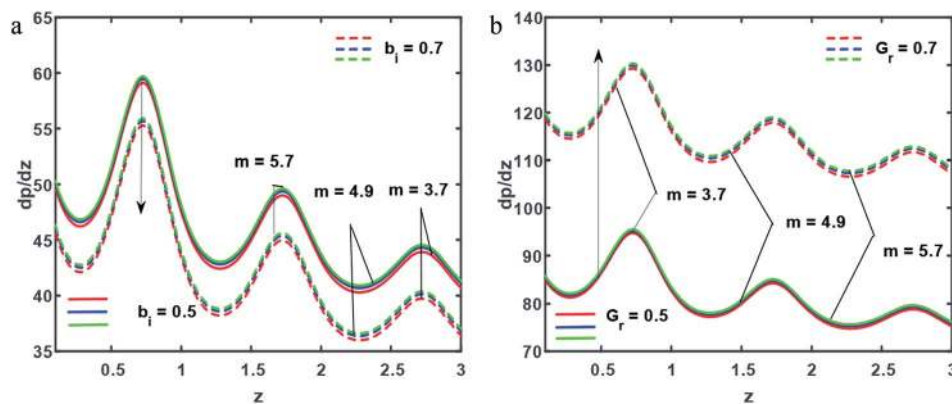 a
65
60
55
50
45
40
35
dp/dz
b_i = 0.7
m = 5.7
m = 4.9
m = 3.7
b_i = 0.5
0.5 1 1.5 2 2.5 3
z
b
140
130
120
110
100
90
80
70
dp/dz
G_r = 0.7
m = 3.7
m = 4.9
m = 5.7
G_r = 0.5
0.5 1 1.5 2 2.5 3
z